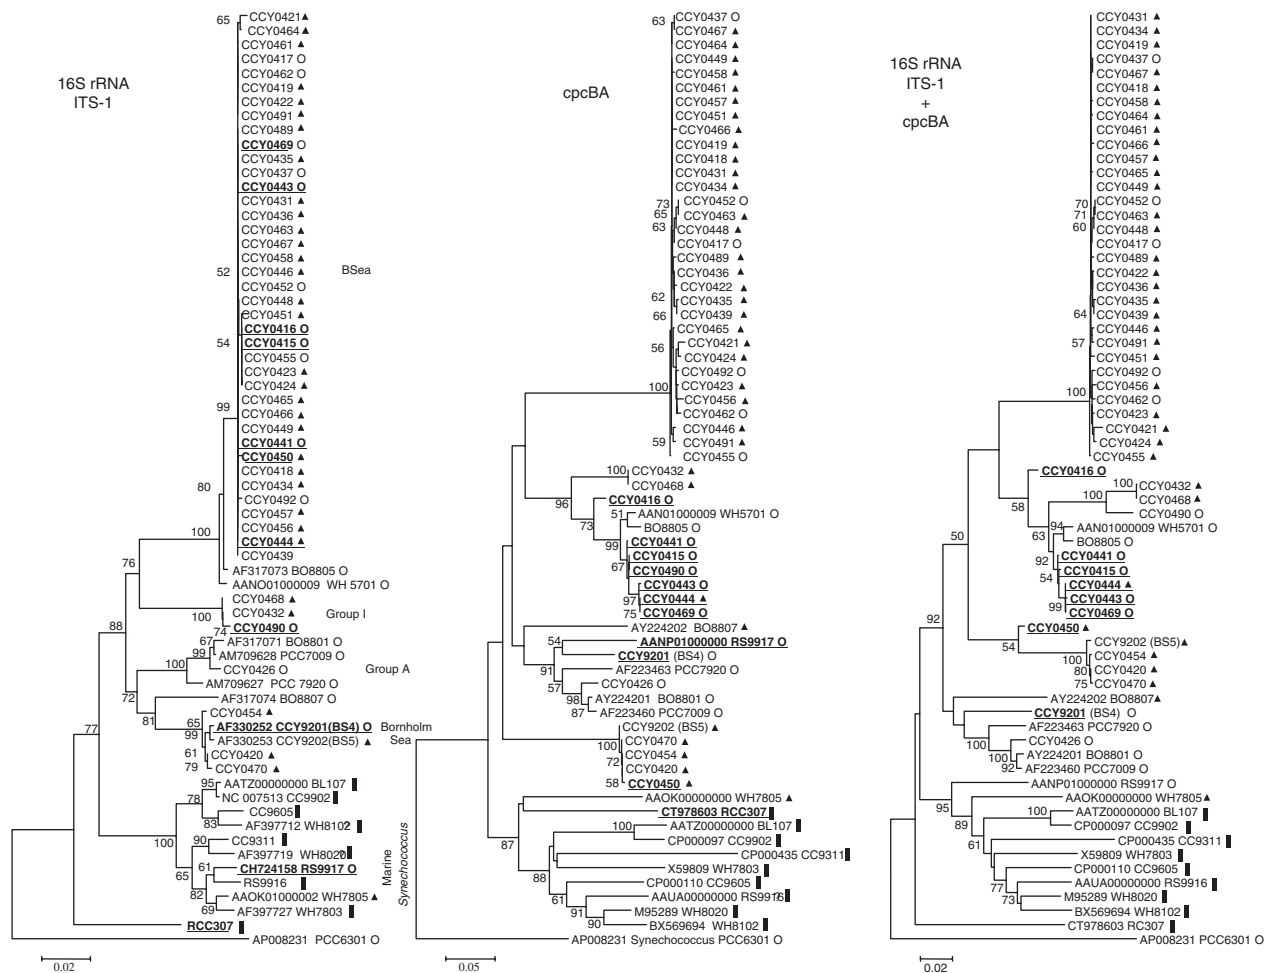 16S rRNA
ITS-1
65
CCY0421▲
CCY0464▲
CCY0461 ▲
CCY0417 O
CCY0462 O
CCY0419 ▲
CCY0422 ▲
CCY0491 ▲
CCY0489 ▲
CCY0469 O
CCY0435 ▲
CCY0437 O
CCY0443 O
CCY0431 ▲
CCY0436 ▲
CCY0463 ▲
CCY0467 ▲
CCY0458 ▲
52
CCY0446 ▲
BSea
CCY0452 O
CCY0448 ▲
CCY0451 ▲
CCY0416 O
54
CCY0415 O
CCY0455 O
CCY0423 ▲
CCY0424 ▲
CCY0465 ▲
99
CCY0466 ▲
CCY0449 ▲
CCY0441 O
CCY0450 ▲
CCY0418 ▲
80
CCY0434 ▲
CCY0492 O
CCY0457 ▲
CCY0456 ▲
100
CCY0444 ▲
CCY0439
76
AF317073 BO8805 O
AANO01000009 WH 5701 O
CCY0468 ▲
CCY0432 ▲
Group I
100
74
CCY0490 O
88
67
AF317071 BO8801 O
99
AM709628 PCC7009 O
100
CCY0426 O
Group A
AM709627 PCC 7920 O
72
AF317074 BO8807 O
81
CCY0454 ▲
65
AF330252 CCY9201(BS4) O
Bornholm
77
99
AF330253 CCY9202(BS5) ▲
Sea
61
CCY0420 ▲
79
CCY0470 ▲
95
AATZ00000000 BL107
78
NC 007513 CC9902
CC9605
83
AF397712 WH8102
100
90
CC9311
AF397719 WH8020
65
61
CH724158 RS9917 O
RS9916
82
AAOK01000002 WH7805 ▲
69
AF397727 WH7803
RCC307
AP008231 PCC6301 O
Marine
Synechococcus
0.02
cpcBA
63
CCY0437 O
CCY0467 ▲
CCY0464 ▲
CCY0449 ▲
CCY0458 ▲
CCY0461 ▲
CCY0457 ▲
CCY0451 ▲
CCY0466 ▲
CCY0419 ▲
CCY0418 ▲
CCY0431 ▲
CCY0434 ▲
73
CCY0452 O
65
CCY0463 ▲
63
CCY0448 ▲
CCY0417 O
CCY0489 ▲
CCY0436 ▲
CCY0422 ▲
62
CCY0435 ▲
66
CCY0439 ▲
CCY0465 ▲
56
CCY0421 ▲
CCY0424 ▲
CCY0492 O
100
CCY0423 ▲
CCY0456 ▲
CCY0462 O
CCY0446 ▲
59
CCY0491 ▲
CCY0455 O
100
CCY0432 ▲
CCY0468 ▲
96
CCY0416 O
73
51
AAN01000009 WH5701 O
BO8805 O
99
CCY0441 O
CCY0415 O
67
CCY0490 O
CCY0443 O
97
CCY0444 ▲
75
CCY0469 O
AY224202 BO8807 ▲
54
AANP01000000 RS9917 O
CCY9201 (BS4) O
91
AF223463 PCC7920 O
57
CCY0426 O
98
AY224201 BO8801 O
87
AF223460 PCC7009 O
CCY9202 (BS5) ▲
100
CCY0470 ▲
CCY0454 ▲
72
CCY0420 ▲
58
CCY0450 ▲
AAOK00000000 WH7805 ▲
CT978603 RCC307
100
AATZ00000000 BL107
87
CP000097 CC9902
CP000435 CC9311
X59809 WH7803
88
CP000110 CC9605
61
AAUA00000000 RS9916
91
M95289 WH8020
90
BX569694 WH8102
AP008231 Synechococcus PCC6301 O
0.05
16S rRNA
ITS-1
+
cpcBA
CCY0431 ▲
CCY0434 ▲
CCY0419 ▲
CCY0437 O
CCY0467 ▲
CCY0418 ▲
CCY0458 ▲
CCY0464 ▲
CCY0461 ▲
CCY0466 ▲
CCY0457 ▲
CCY0465 ▲
CCY0449 ▲
70
CCY0452 O
71
CCY0463 ▲
60
CCY0448 ▲
CCY0417 O
CCY0489 ▲
CCY0422 ▲
CCY0436 ▲
CCY0435 ▲
64
CCY0439 ▲
CCY0446 ▲
57
CCY0491 ▲
CCY0451 ▲
CCY0492 O
100
CCY0456 ▲
CCY0462 O
CCY0423 ▲
CCY0421 ▲
CCY0424 ▲
CCY0455 ▲
CCY0416 O
100
CCY0432 ▲
58
100
CCY0468 ▲
CCY0490 O
94
AAN01000009 WH5701 O
50
63
BO8805 O
92
CCY0441 O
54
CCY0415 O
CCY0444 ▲
CCY0443 O
99
CCY0469 O
92
CCY0450 ▲
54
CCY9202 (BS5)▲
100
CCY0454 ▲
80
CCY0420 ▲
75
CCY0470 ▲
AY224202 BO8807▲
CCY9201 (BS4) O
AF223463 PCC7920 O
100
CCY0426 O
100
AY224201 BO8801 O
92
AF223460 PCC7009 O
AANP01000000 RS9917 O
95
AAOK00000000 WH7805▲
89
100
AATZ00000000 BL107
CP000097 CC9902
61
CP000435 CC9311
X59809 WH7803
CP000110 CC9605
77
AAUA00000000 RS9916
73
M95289 WH8020
BX569694 WH8102
CT978603 RC307
AP008231 PCC6301 O
0.02